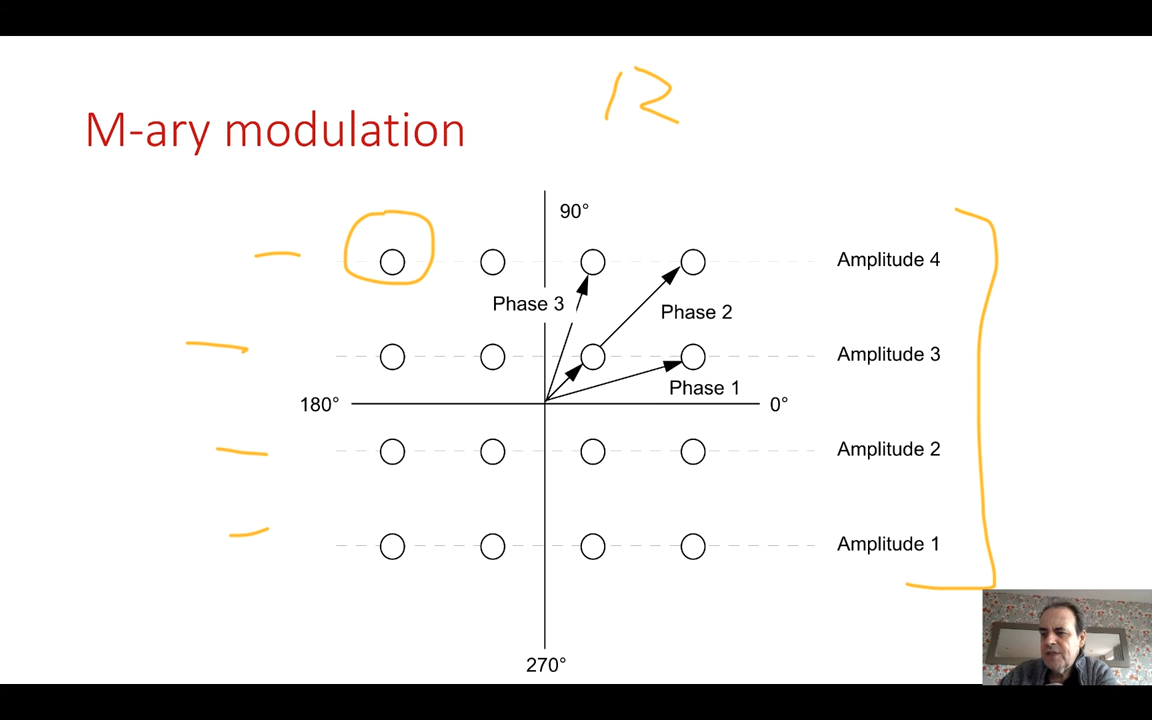 12
M-ary modulation
90°
Amplitude 4
Phase 3
Phase 2
Amplitude 3
Phase 1
180°
0°
Amplitude 2
Amplitude 1
270°